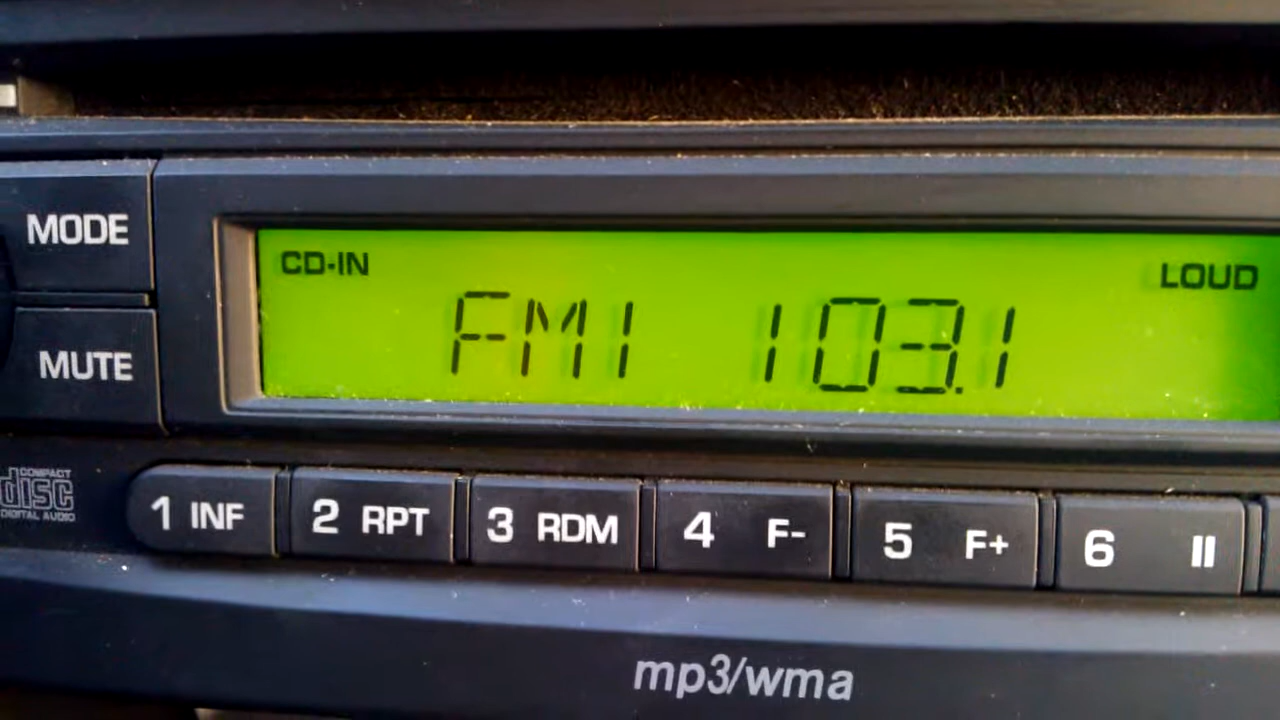 MODE
CD-IN LOUD
FM1 103.1
MUTE
COMPACT
disc
DIGITAL AUDIO
1 INF 2 RPT 3 RDM 4 F- 5 F+ 6 II
mp3/wma